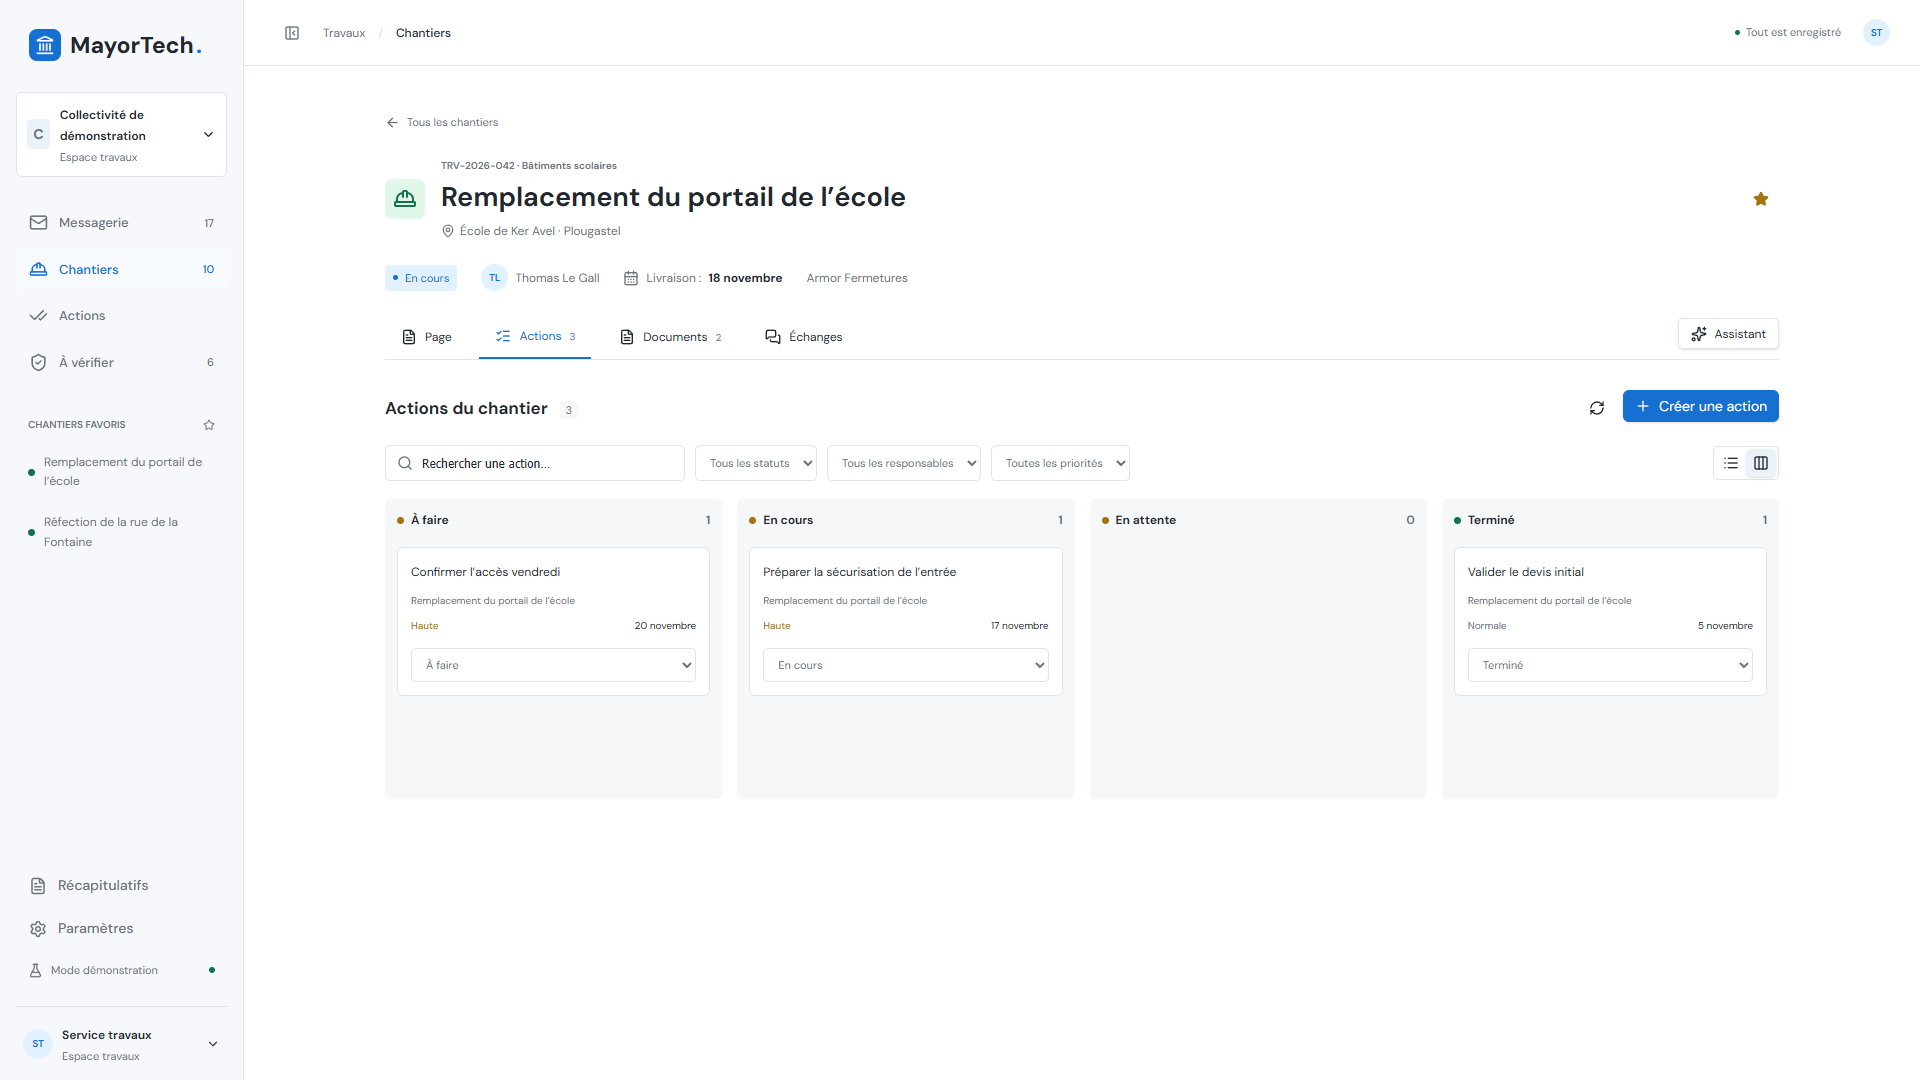 MayorTech.
C
Collectivité de
démonstration
Espace travaux
Messagerie 17
Chantiers 10
Actions
À vérifier 6
CHANTIERS FAVORIS
Remplacement du portail de
l’école
Réfection de la rue de la
Fontaine
Récapitulatifs
Paramètres
Mode démonstration
ST
Service travaux
Espace travaux
Travaux / Chantiers
Tout est enregistré
ST
Tous les chantiers
TRV-2026-042 · Bâtiments scolaires
Remplacement du portail de l’école
École de Ker Avel · Plougastel
En cours
TL Thomas Le Gall
Livraison : 18 novembre
Armor Fermetures
Page
Actions 3
Documents 2
Échanges
Assistant
Actions du chantier 3
Créer une action
Rechercher une action...
Tous les statuts
Tous les responsables
Toutes les priorités
À faire 1
Confirmer l’accès vendredi
Remplacement du portail de l’école
Haute 20 novembre
À faire
En cours 1
Préparer la sécurisation de l’entrée
Remplacement du portail de l’école
Haute 17 novembre
En cours
En attente 0
Terminé 1
Valider le devis initial
Remplacement du portail de l’école
Normale 5 novembre
Terminé